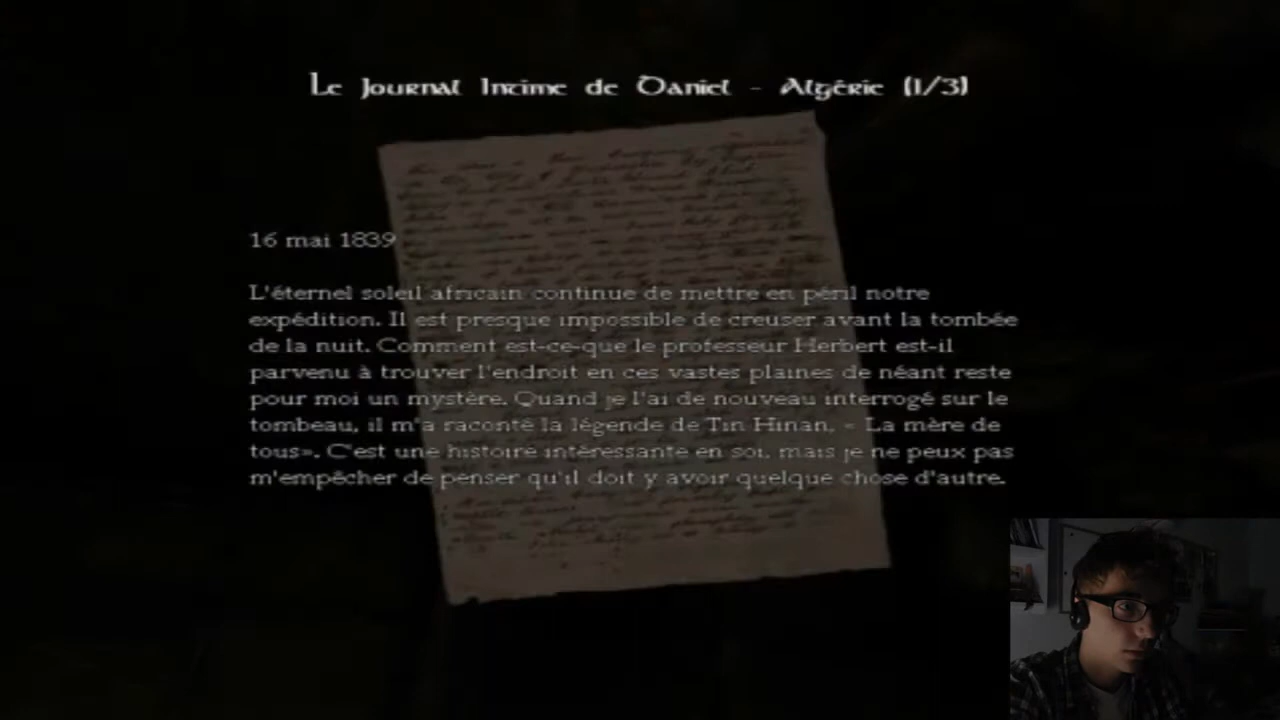 Le Journal Intime de Daniel - Algérie (1/3)
16 mai 1839
L'éternel soleil africain continue de mettre en péril notre
expédition. Il est presque impossible de creuser avant la tombée
de la nuit. Comment est-ce-que le professeur Herbert est-il
parvenu à trouver l'endroit en ces vastes plaines de néant reste
pour moi un mystère. Quand je l'ai de nouveau interrogé sur le
tombeau, il m'a raconté la légende de Tin Hinan, « La mère de
tous». C'est une histoire intéressante en soi, mais je ne peux pas
m'empêcher de penser qu'il doit y avoir quelque chose d'autre.